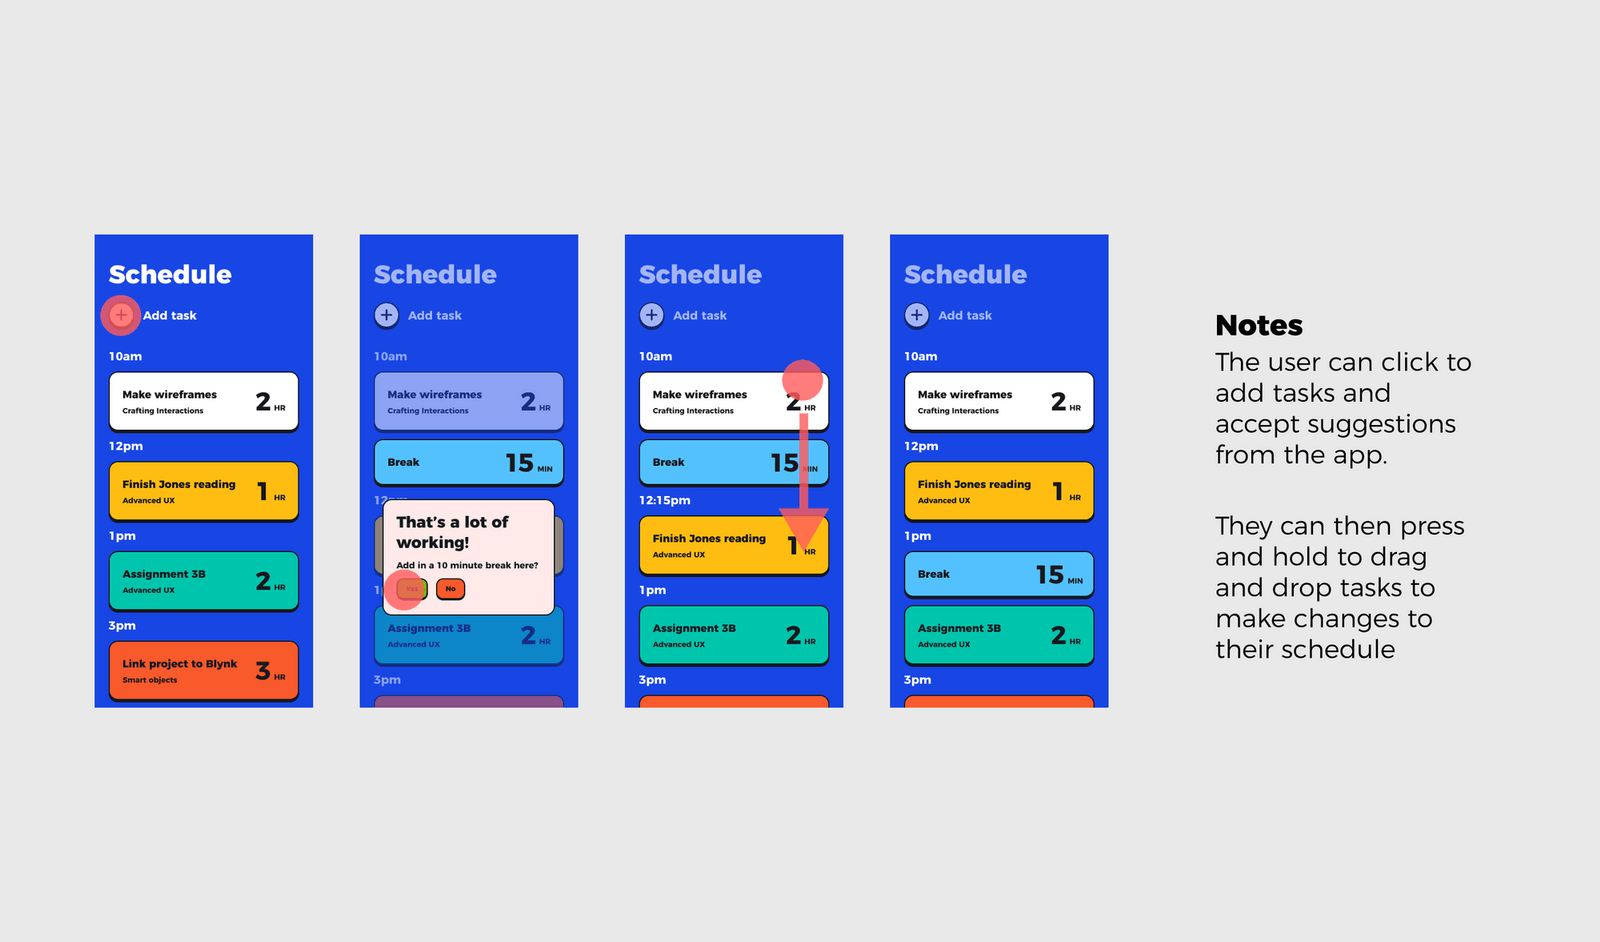 Schedule
Add task
10am
Make wireframes
Crafting Interactions
2 HR
12pm
Finish Jones reading
Advanced UX
1 HR
1pm
Assignment 3B
Advanced UX
2 HR
3pm
Link project to Blynk
Smart objects
3 HR
Schedule
Add task
10am
Make wireframes
Crafting Interactions
2 HR
Break
15 MIN
That's a lot of
working!
Add in a 10 minute break here?
Yes
No
Assignment 3B
Advanced UX
2 HR
3pm
Schedule
Add task
10am
Make wireframes
Crafting Interactions
2 HR
Break
15 MIN
12:15pm
Finish Jones reading
Advanced UX
1 HR
1pm
Assignment 3B
Advanced UX
2 HR
3pm
Schedule
Add task
10am
Make wireframes
Crafting Interactions
2 HR
12pm
Finish Jones reading
Advanced UX
1 HR
1pm
Break
15 MIN
Assignment 3B
Advanced UX
2 HR
3pm
Notes
The user can click to
add tasks and
accept suggestions
from the app.
They can then press
and hold to drag
and drop tasks to
make changes to
their schedule